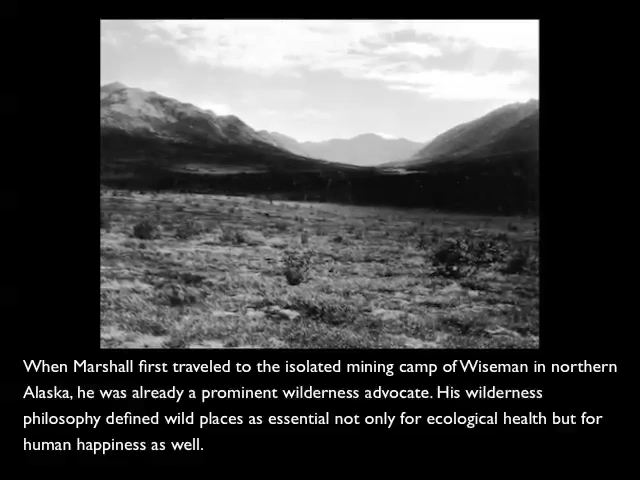 When Marshall first traveled to the isolated mining camp of Wiseman in northern
Alaska, he was already a prominent wilderness advocate. His wilderness
philosophy defined wild places as essential not only for ecological health but for
human happiness as well.